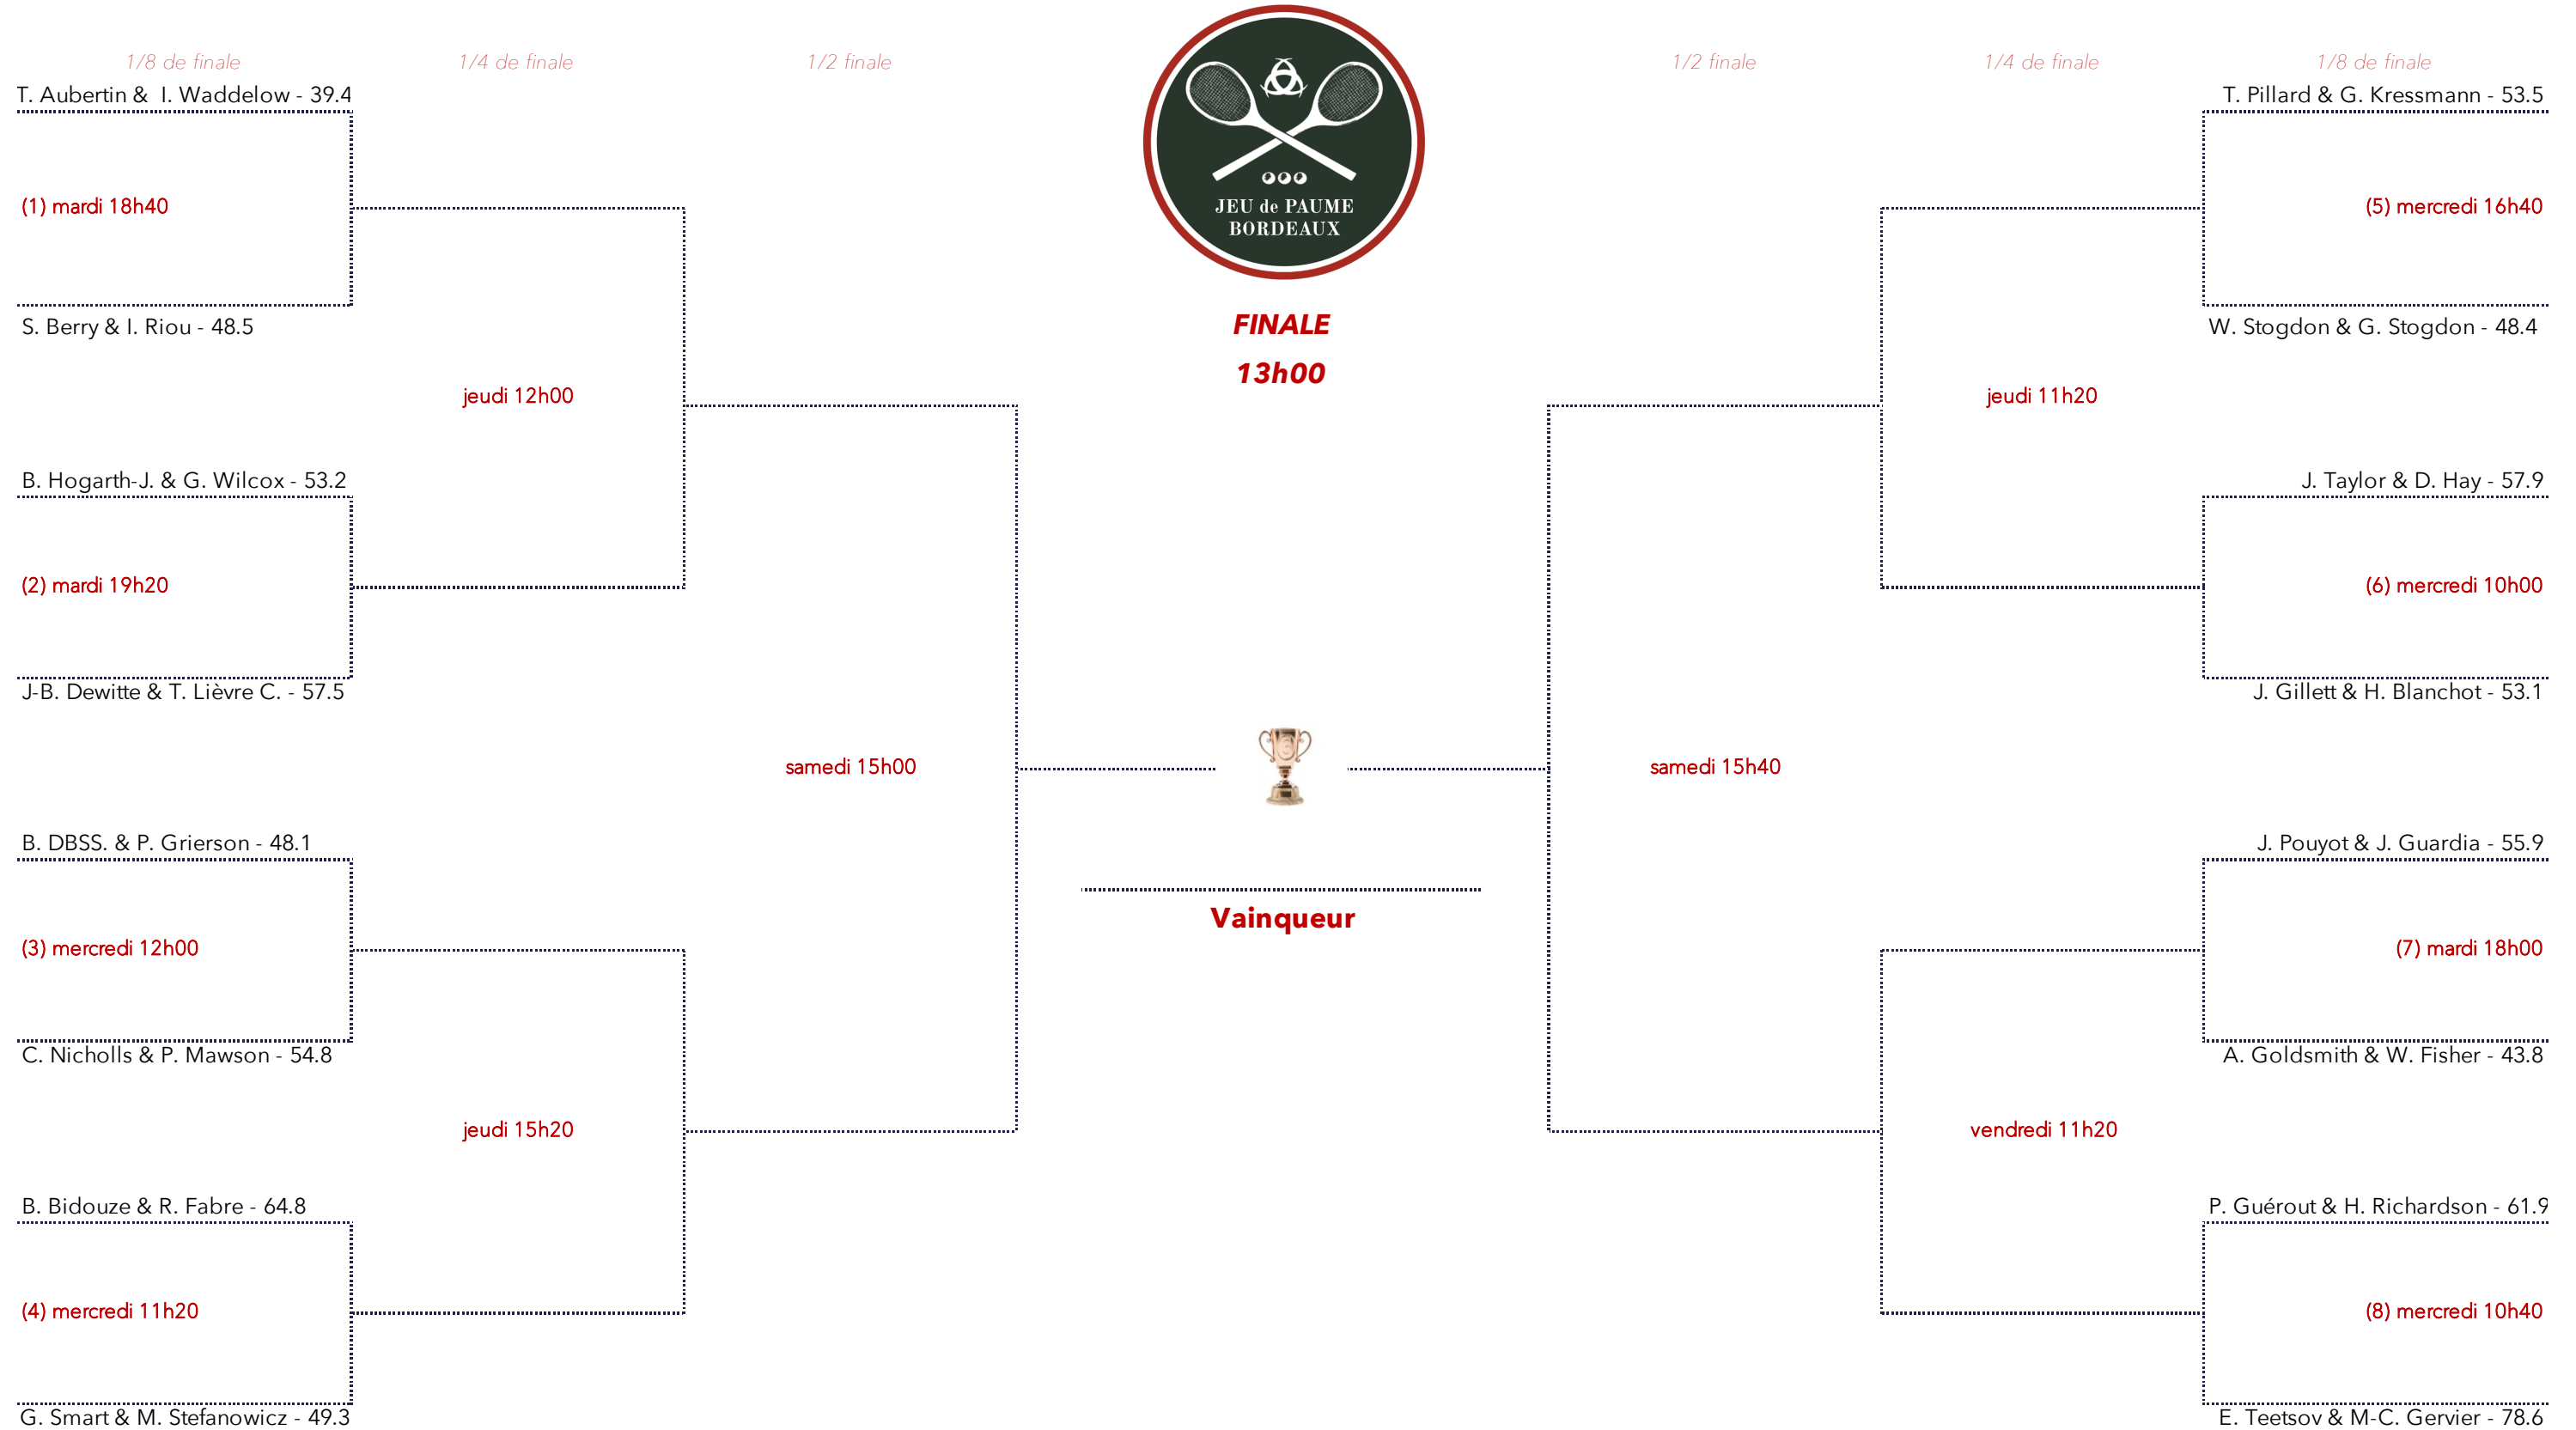 1/8 de finale
1/4 de finale
1/2 finale
1/2 finale
1/4 de finale
1/8 de finale
T. Aubertin &  I. Waddelow - 39.4
(1) mardi 18h40
S. Berry & I. Riou - 48.5
jeudi 12h00
B. Hogarth-J. & G. Wilcox - 53.2
(2) mardi 19h20
J-B. Dewitte & T. Lièvre C. - 57.5
samedi 15h00
B. DBSS. & P. Grierson - 48.1
(3) mercredi 12h00
C. Nicholls & P. Mawson - 54.8
jeudi 15h20
B. Bidouze & R. Fabre - 64.8
(4) mercredi 11h20
G. Smart & M. Stefanowicz - 49.3
JEU de PAUME
BORDEAUX
FINALE
13h00
Vainqueur
T. Pillard & G. Kressmann - 53.5
(5) mercredi 16h40
W. Stogdon & G. Stogdon - 48.4
jeudi 11h20
J. Taylor & D. Hay - 57.9
(6) mercredi 10h00
J. Gillett & H. Blanchot - 53.1
samedi 15h40
J. Pouyot & J. Guardia - 55.9
(7) mardi 18h00
A. Goldsmith & W. Fisher - 43.8
vendredi 11h20
P. Guérout & H. Richardson - 61.9
(8) mercredi 10h40
E. Teetsov & M-C. Gervier - 78.6